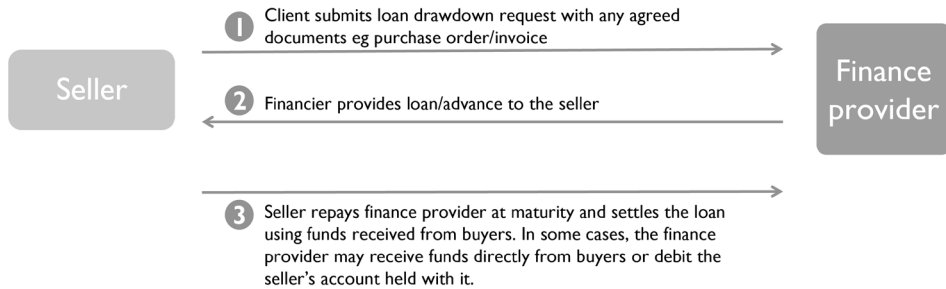 1 Client submits loan drawdown request with any agreed
documents eg purchase order/invoice
Seller
Finance
provider
2 Financier provides loan/advance to the seller
3 Seller repays finance provider at maturity and settles the loan
using funds received from buyers. In some cases, the finance
provider may receive funds directly from buyers or debit the
seller's account held with it.